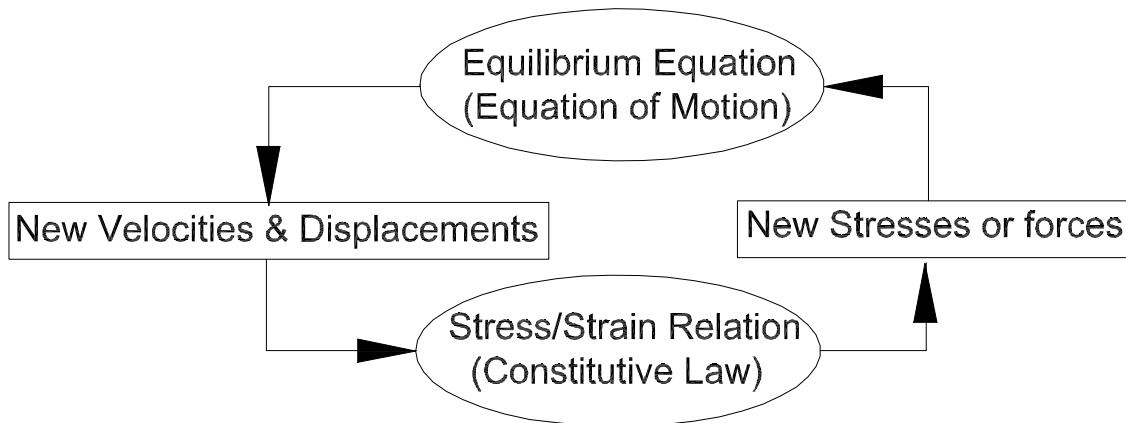 Equilibrium Equation
(Equation of Motion)
New Velocities & Displacements
New Stresses or forces
Stress/Strain Relation
(Constitutive Law)